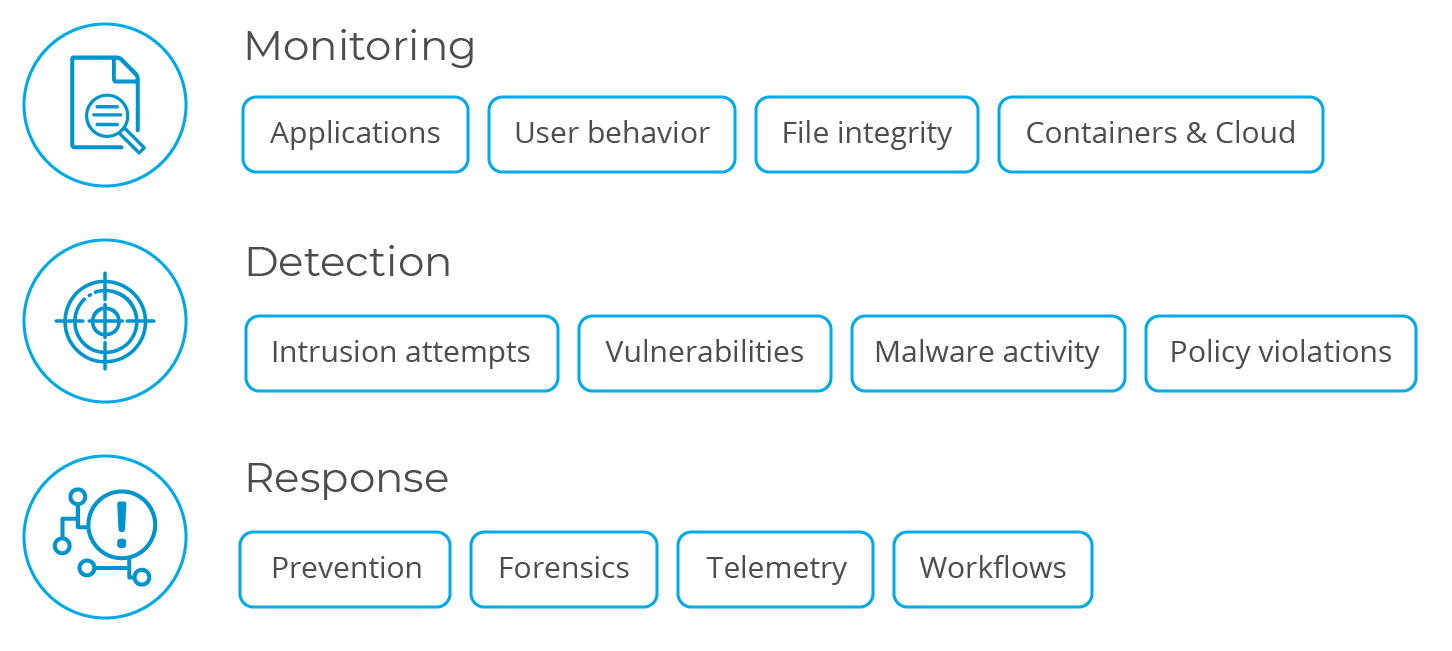 Monitoring
Applications
User behavior
File integrity
Containers & Cloud
Detection
Intrusion attempts
Vulnerabilities
Malware activity
Policy violations
Response
Prevention
Forensics
Telemetry
Workflows